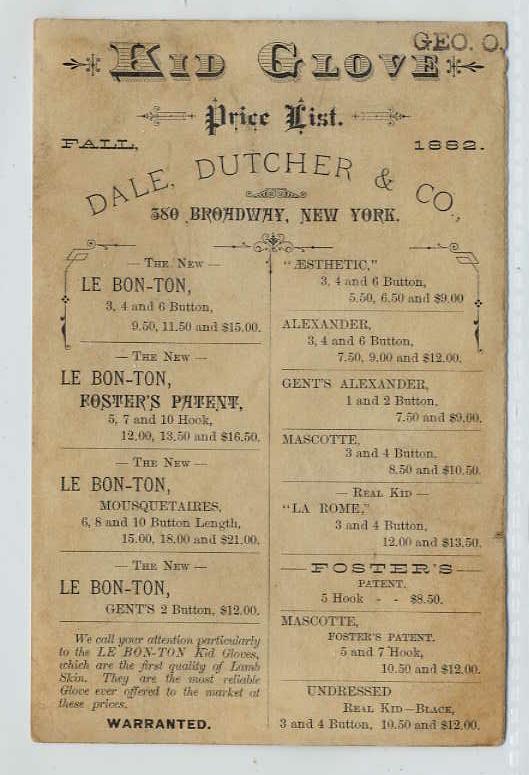 GEO. O.
KID GLOVE
Price List.
FALL, 1882.
DALE, DUTCHER & CO.,
380 BROADWAY, NEW YORK.
— The New —
LE BON-TON,
3, 4 and 6 Button,
9.50, 11.50 and $15.00.
— The New —
LE BON-TON,
FOSTER'S PATENT,
5, 7 and 10 Hook,
12.00, 13.50 and $16.50.
— The New —
LE BON-TON,
MOUSQUETAIRES,
6, 8 and 10 Button Length,
15.00, 18.00 and $21.00.
— The New —
LE BON-TON,
GENT'S 2 Button, $12.00.
We call your attention particularly
to the LE BON-TON Kid Gloves,
which are the first quality of Lamb
Skin. They are the most reliable
Glove ever offered to the market at
these prices.
WARRANTED.
"ÆSTHETIC,"
3, 4 and 6 Button,
5.50, 6.50 and $9.00
ALEXANDER,
3, 4 and 6 Button,
7.50, 9.00 and $12.00.
GENT'S ALEXANDER,
1 and 2 Button,
7.50 and $9.00.
MASCOTTE,
3 and 4 Button.
8.50 and $10.50.
— Real Kid —
"LA ROME,"
3 and 4 Button,
12.00 and $13.50.
— FOSTER'S —
PATENT.
5 Hook - - $8.50.
MASCOTTE,
FOSTER'S PATENT.
5 and 7 Hook,
10.50 and $12.00.
UNDRESSED
Real Kid—Black,
3 and 4 Button, 10.50 and $12.00.